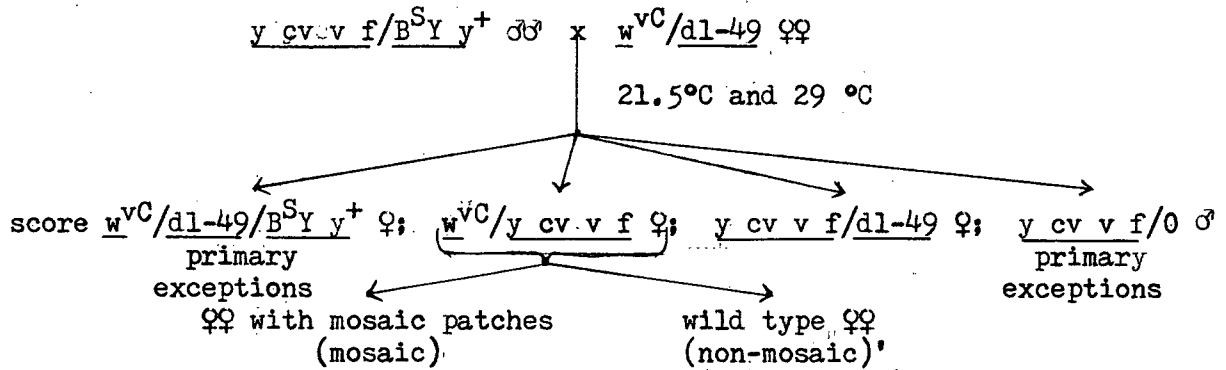 y cv v f/B^S Y y^+ ♂♂ x w^vC/dl-49 ♀♀
21.5°C and 29 °C
score w^vC/dl-49/B^S Y y^+ ♀; w^vC/y cv v f ♀; y cv v f/dl-49 ♀; y cv v f/0 ♂
primary primary
exceptions exceptions
♀♀ with mosaic patches wild type ♀♀
(mosaic) (non-mosaic)